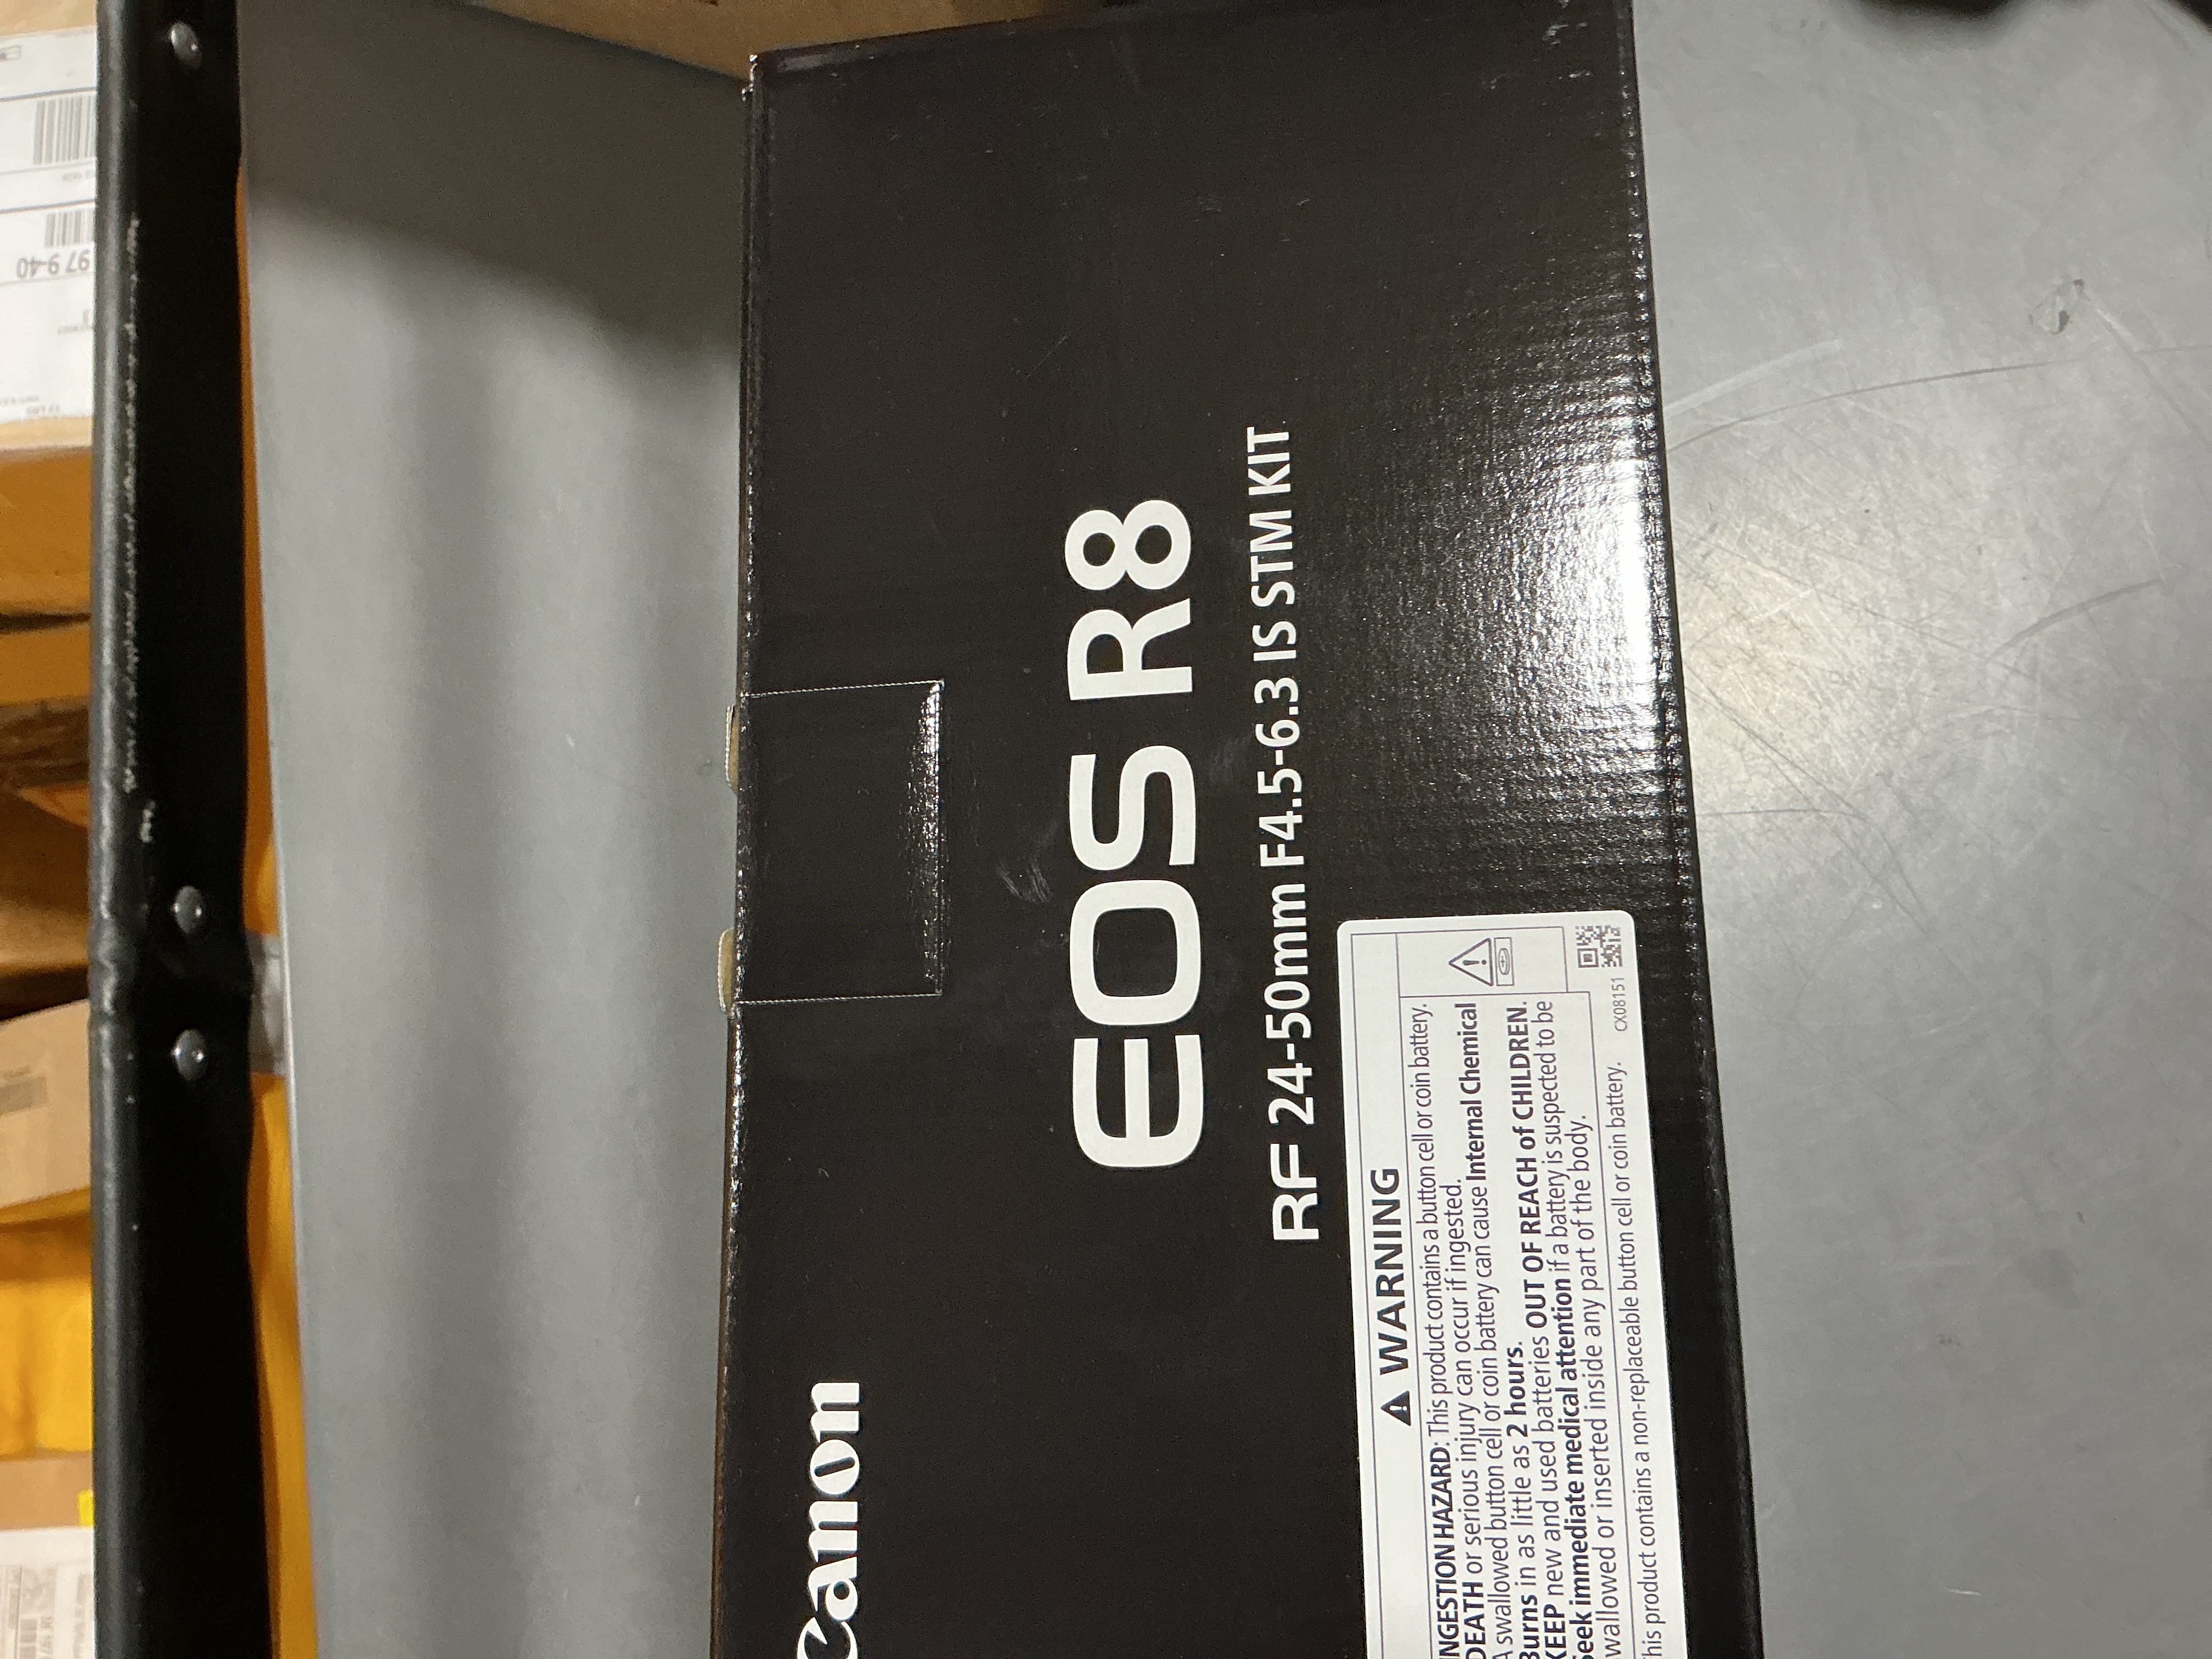 Canon
EOS R8
RF 24-50mm F4.5-6.3 IS STM KIT
WARNING
INGESTION HAZARD: This product contains a button cell or coin battery.
DEATH or serious injury can occur if ingested.
A swallowed button cell or coin battery can cause Internal Chemical
Burns in as little as 2 hours.
KEEP new and used batteries OUT OF REACH of CHILDREN.
Seek immediate medical attention if a battery is suspected to be
swallowed or inserted inside any part of the body.
This product contains a non-replaceable button cell or coin battery.
CX08151
97 9-40